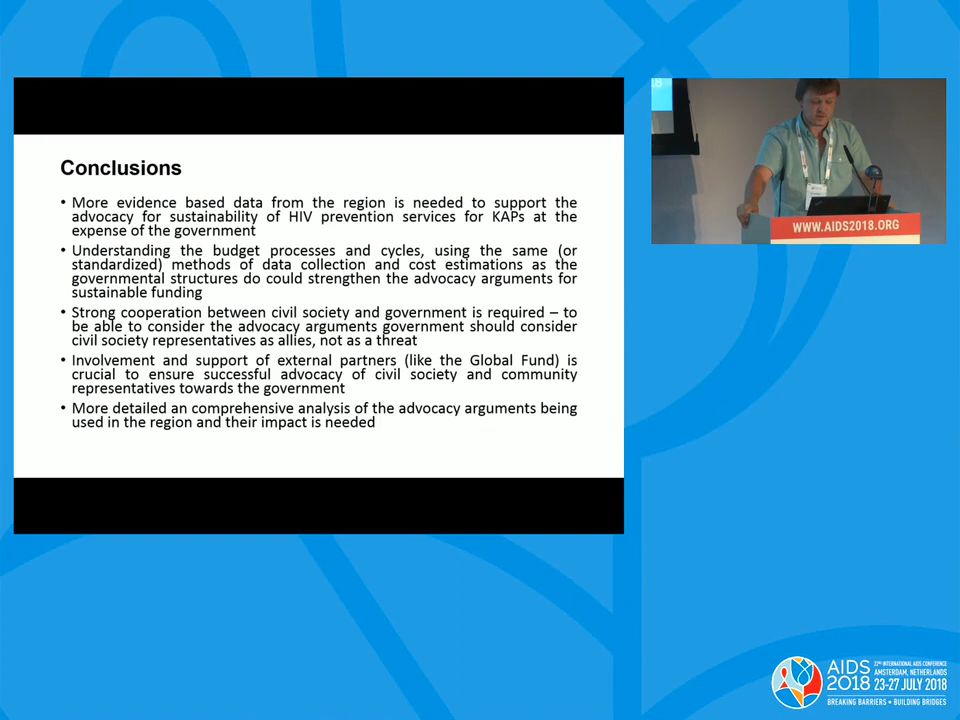 Conclusions
• More evidence based data from the region is needed to support the
advocacy for sustainability of HIV prevention services for KAPs at the
expense of the government
• Understanding the budget processes and cycles, using the same (or
standardized) methods of data collection and cost estimations as the
governmental structures do could strengthen the advocacy arguments for
sustainable funding
• Strong cooperation between civil society and government is required – to
be able to consider the advocacy arguments government should consider
civil society representatives as allies, not as a threat
• Involvement and support of external partners (like the Global Fund) is
crucial to ensure successful advocacy of civil society and community
representatives towards the government
• More detailed an comprehensive analysis of the advocacy arguments being
used in the region and their impact is needed
WWW.AIDS2018.ORG
AIDS
2018
22ND INTERNATIONAL AIDS CONFERENCE
AMSTERDAM, NETHERLANDS
23-27 JULY 2018
BREAKING BARRIERS • BUILDING BRIDGES